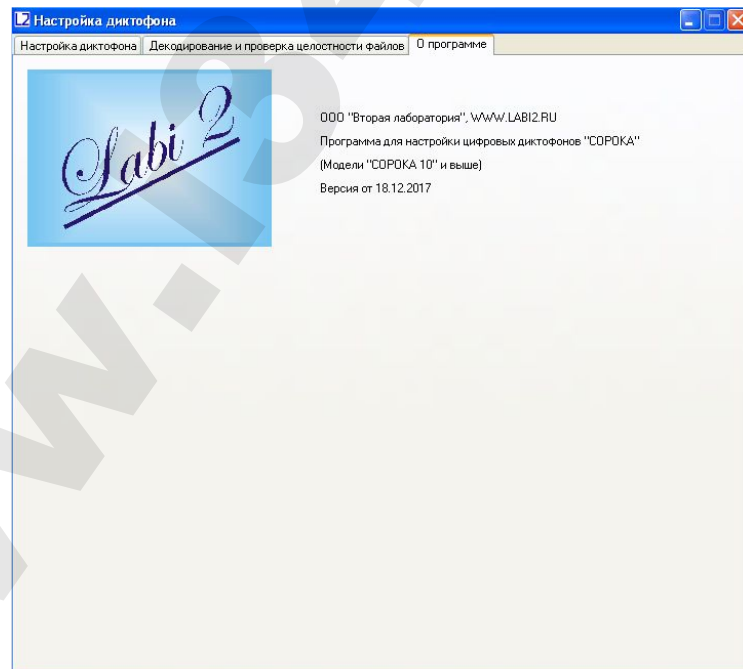 Настройка диктофона
Настройка диктофона Декодирование и проверка целостности файлов О программе
Labi 2
ООО "Вторая лаборатория", WWW.LABI2.RU
Программа для настройки цифровых диктофонов "СОРОКА"
(Модели "СОРОКА 10" и выше)
Версия от 18.12.2017